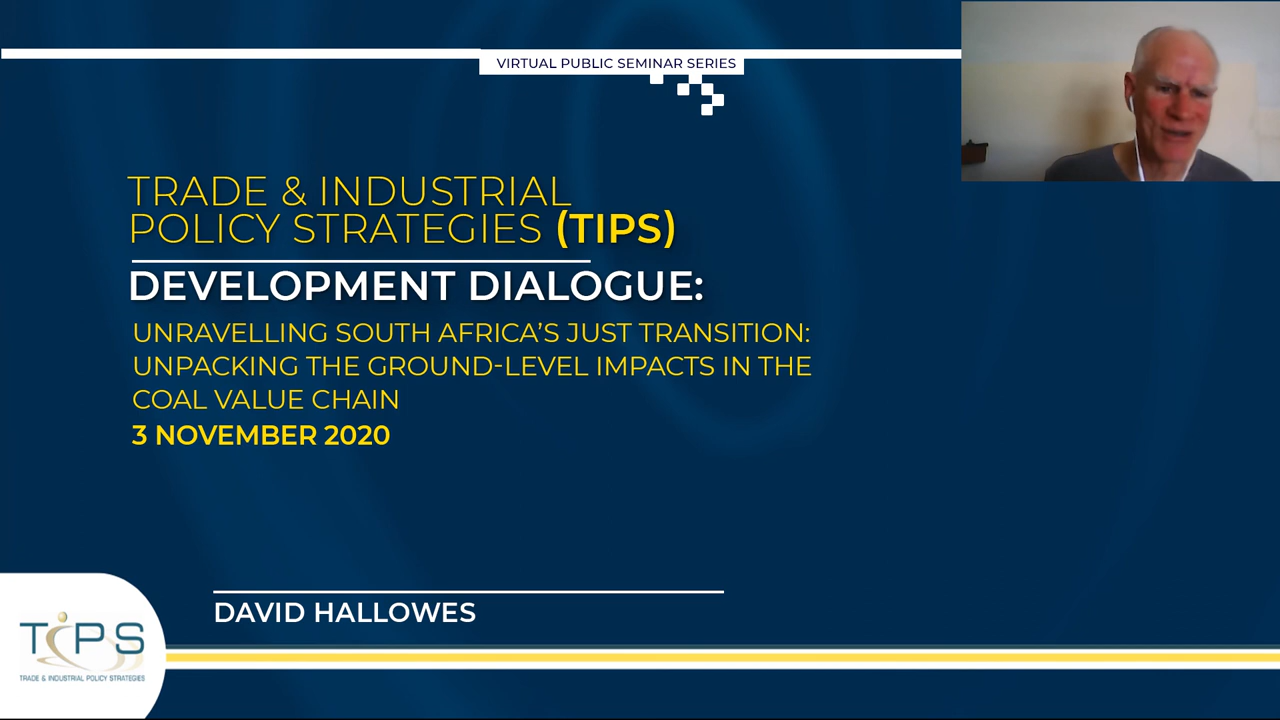 VIRTUAL PUBLIC SEMINAR SERIES
TRADE & INDUSTRIAL
POLICY STRATEGIES (TIPS)
DEVELOPMENT DIALOGUE:
UNRAVELLING SOUTH AFRICA'S JUST TRANSITION:
UNPACKING THE GROUND-LEVEL IMPACTS IN THE
COAL VALUE CHAIN
3 NOVEMBER 2020
DAVID HALLOWES
TIPS
TRADE & INDUSTRIAL POLICY STRATEGIES